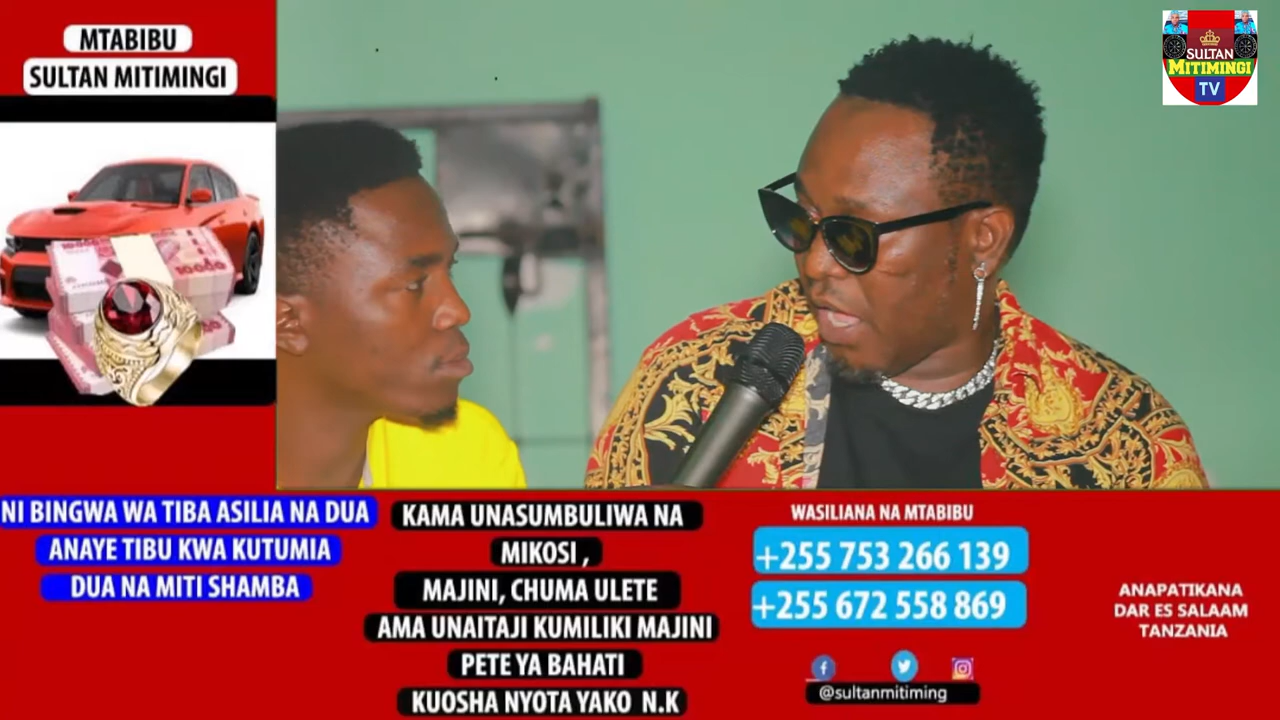 MTABIBU
SULTAN MITIMINGI
SULTAN
MITIMINGI
TV
10000
NI BINGWA WA TIBA ASILIA NA DUA
ANAYE TIBU KWA KUTUMIA
DUA NA MITI SHAMBA
KAMA UNASUMBULIWA NA
MIKOSI ,
MAJINI, CHUMA ULETE
AMA UNAITAJI KUMILIKI MAJINI
PETE YA BAHATI
KUOSHA NYOTA YAKO N.K
WASILIANA NA MTABIBU
+255 753 266 139
+255 672 558 869
@sultanmitiming
ANAPATIKANA
DAR ES SALAAM
TANZANIA